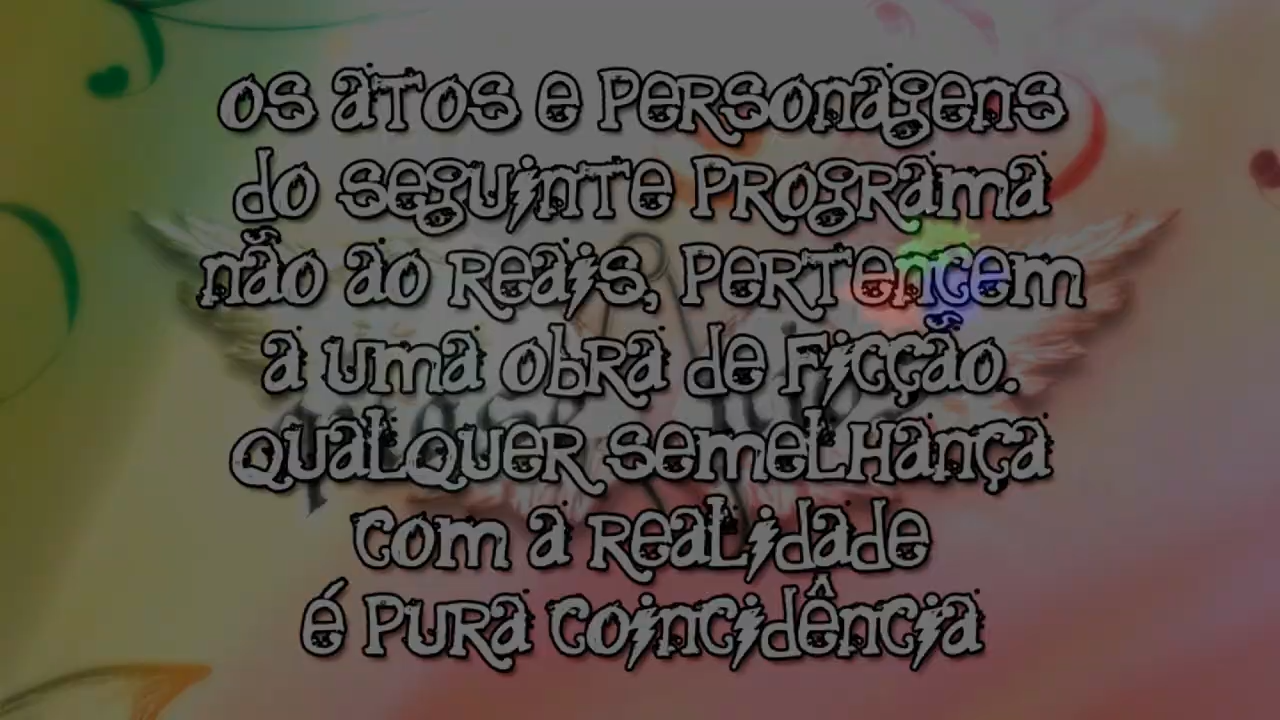 Os atos e personagens
do seguinte programa
não ao reais, pertencem
a uma obra de ficção.
Qualquer semelhança
com a realidade
é pura coincidência